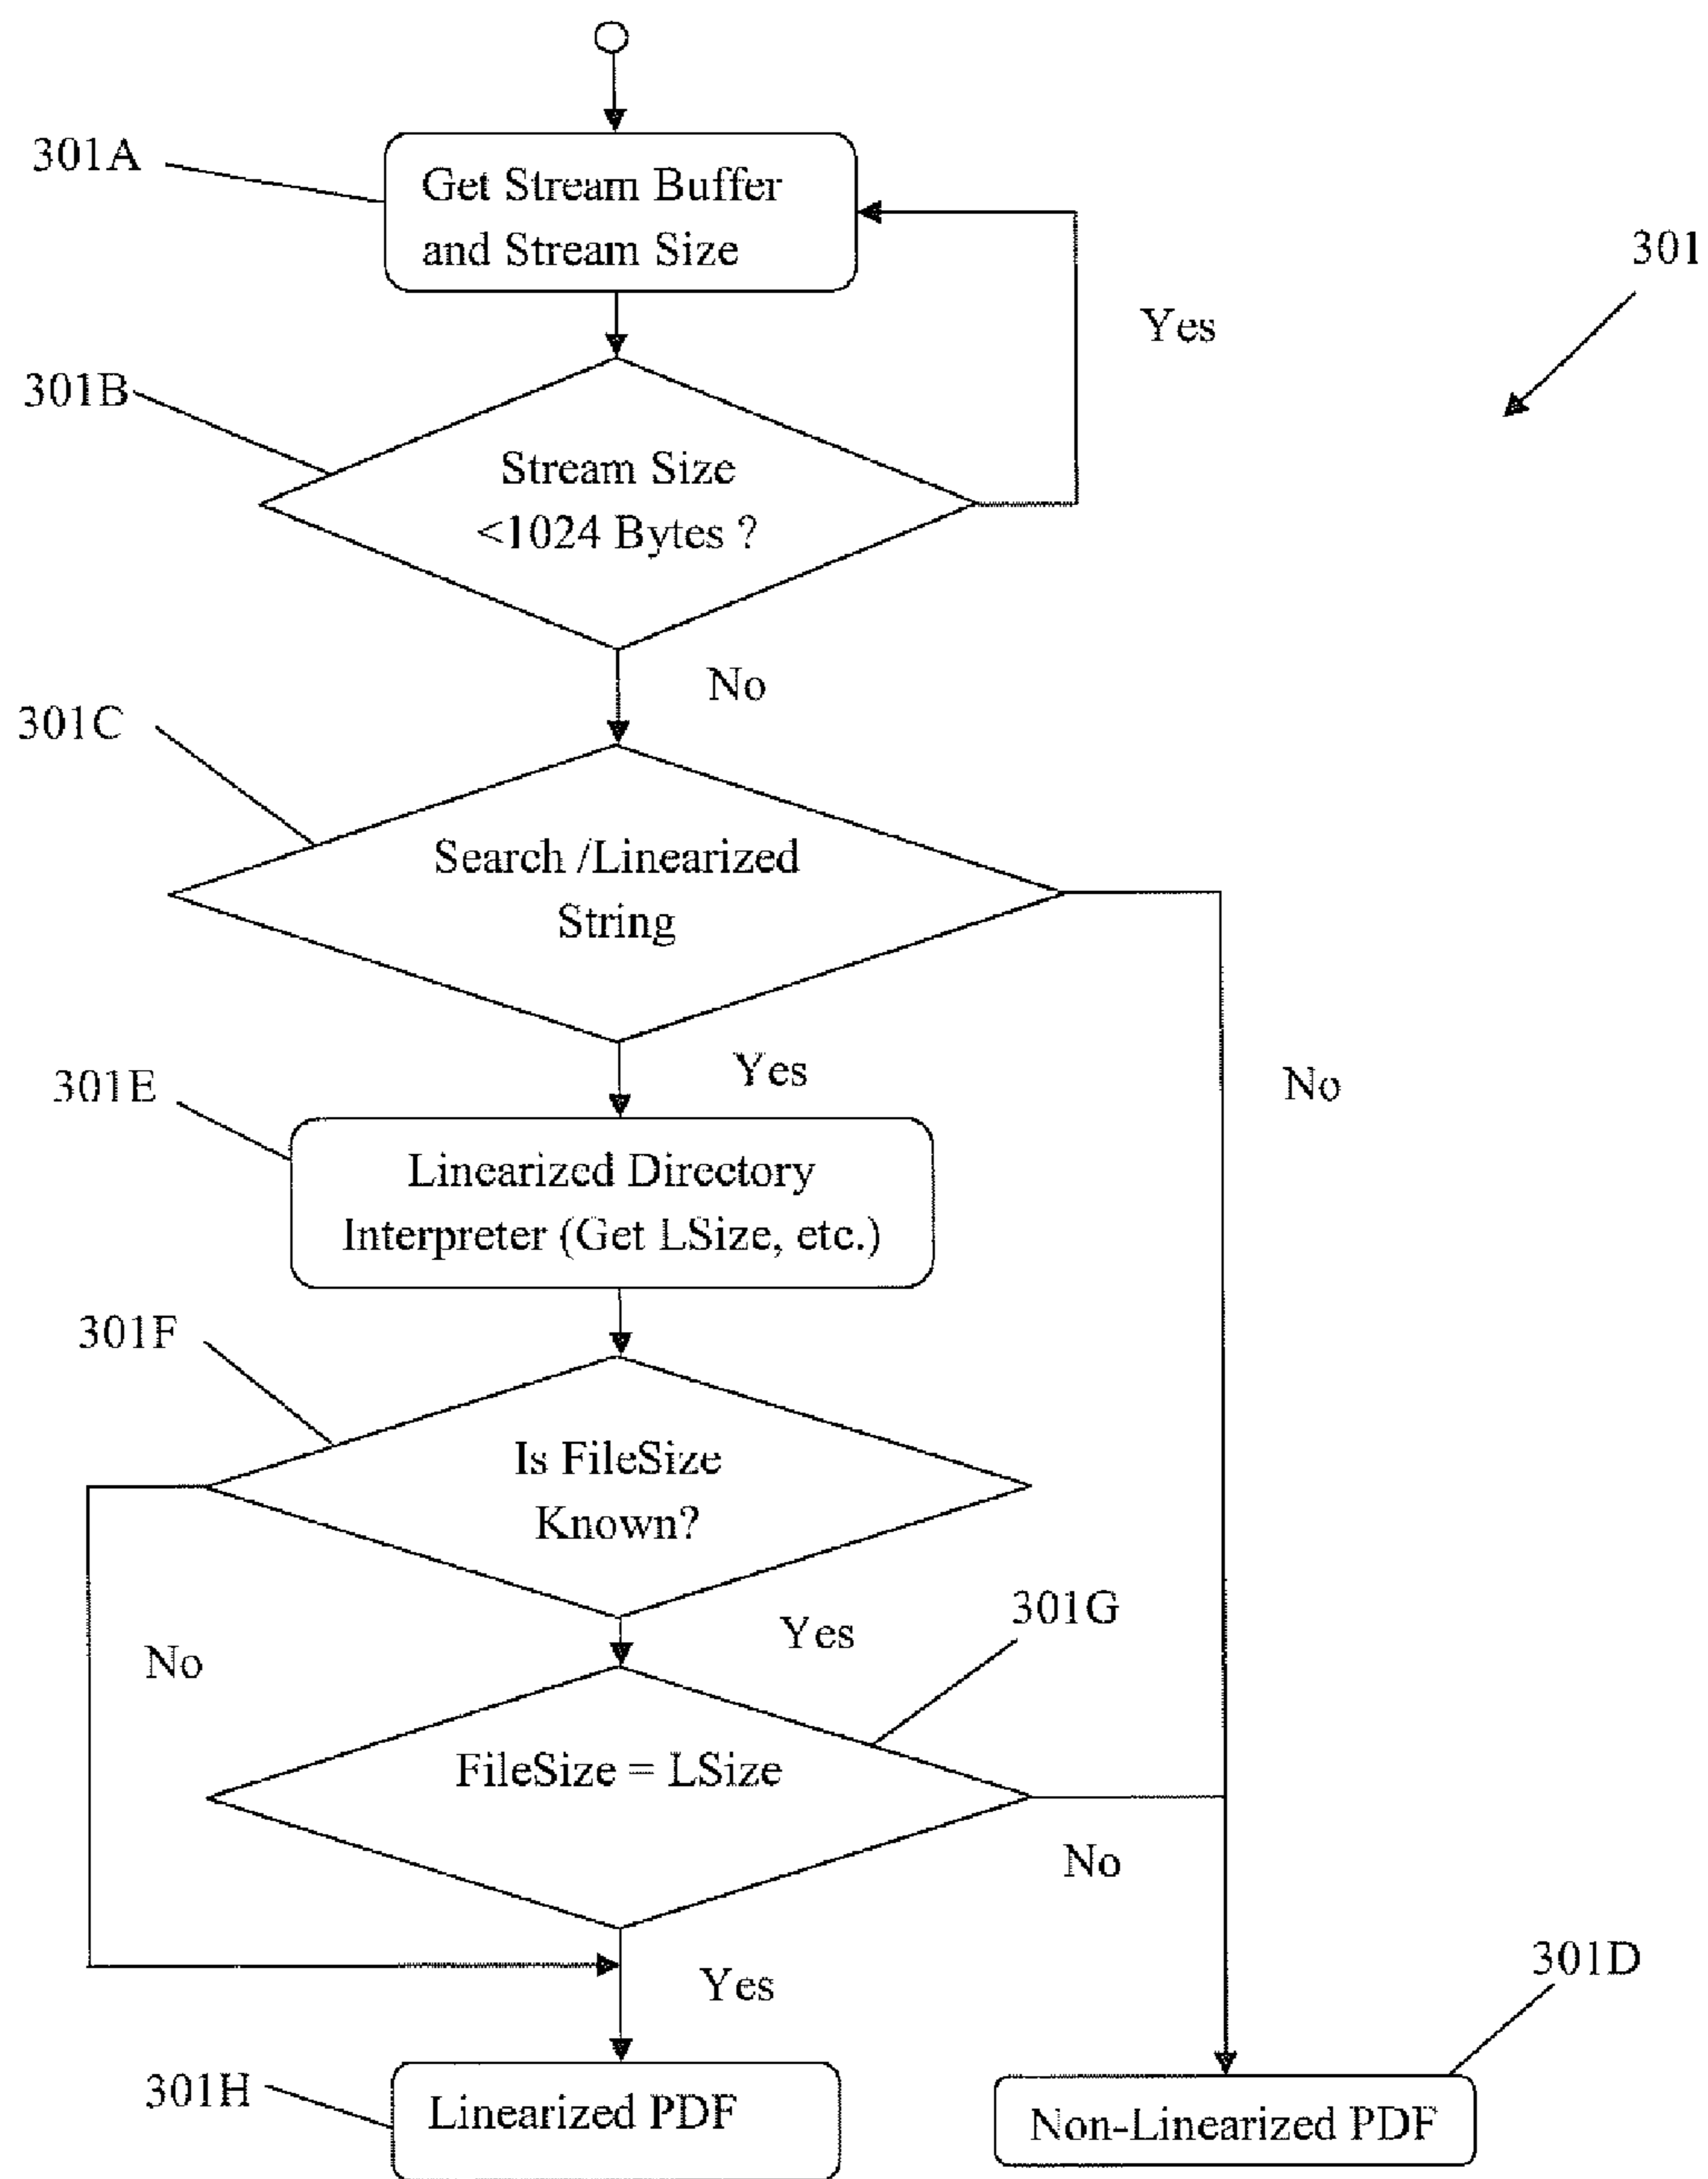 301A
Get Stream Buffer
and Stream Size
301
Yes
301B
Stream Size
<1024 Bytes ?
No
301C
Search /Linearized
String
Yes
No
301E
Linearized Directory
Interpreter (Get LSize, etc.)
301F
Is FileSize
Known?
301G
Yes
No
FileSize = LSize
No
Yes
301D
301H
Linearized PDF
Non-Linearized PDF